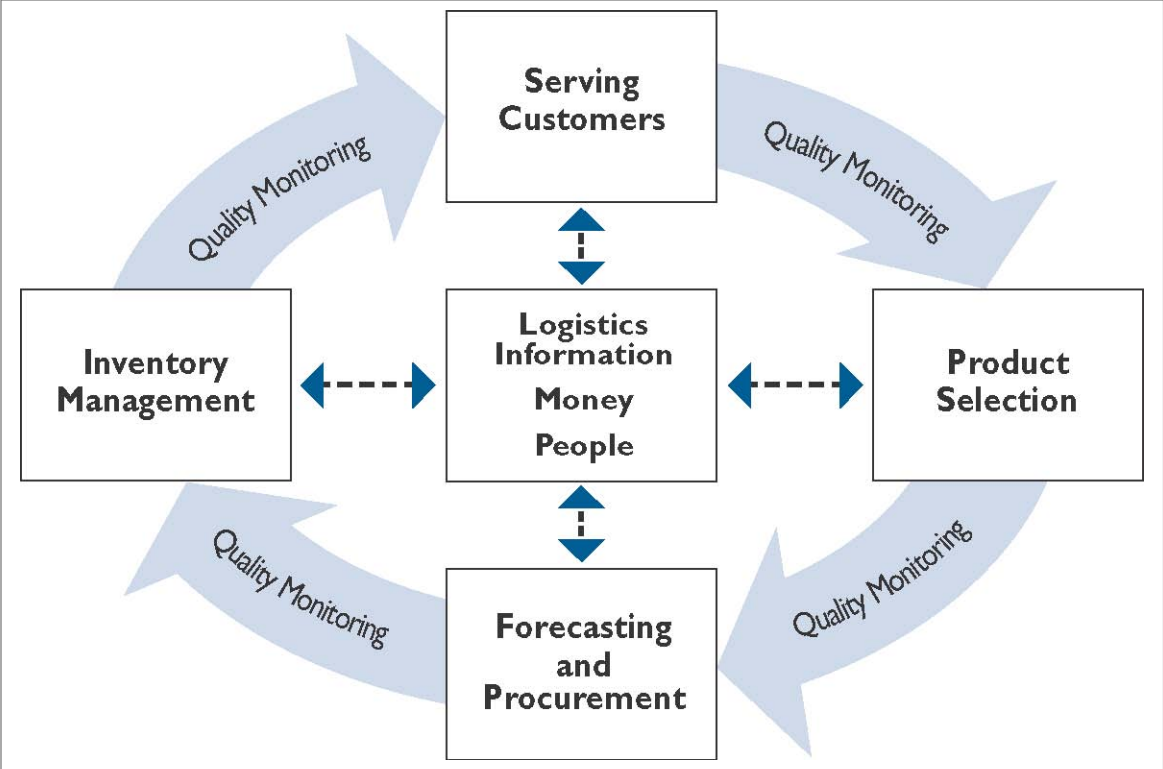 Serving
Customers
Quality Monitoring
Quality Monitoring
Inventory
Management
Logistics
Information
Money
People
Product
Selection
Quality Monitoring
Quality Monitoring
Forecasting
and
Procurement